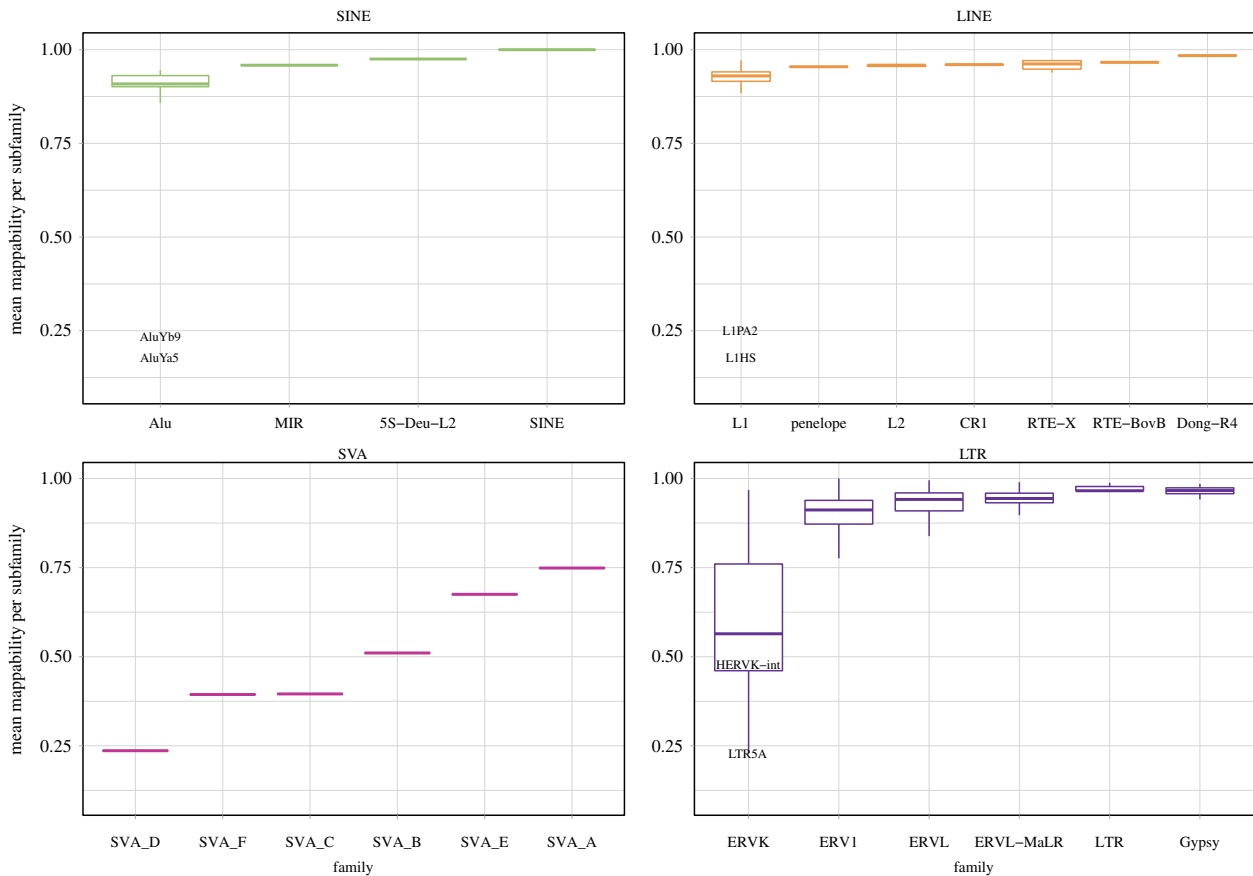 SINE
LINE
mean mappability per subfamily
1.00
0.75
0.50
0.25
AluYb9
AluYa5
Alu
MIR
5S−Deu−L2
SINE
1.00
0.75
0.50
0.25
L1PA2
L1HS
L1
penelope
L2
CR1
RTE−X
RTE−BovB
Dong−R4
SVA
LTR
mean mappability per subfamily
1.00
0.75
0.50
0.25
SVA_D
SVA_F
SVA_C
SVA_B
SVA_E
SVA_A
family
1.00
0.75
0.50
0.25
HERVK−int
LTR5A
ERVK
ERV1
ERVL
ERVL−MaLR
LTR
Gypsy
family